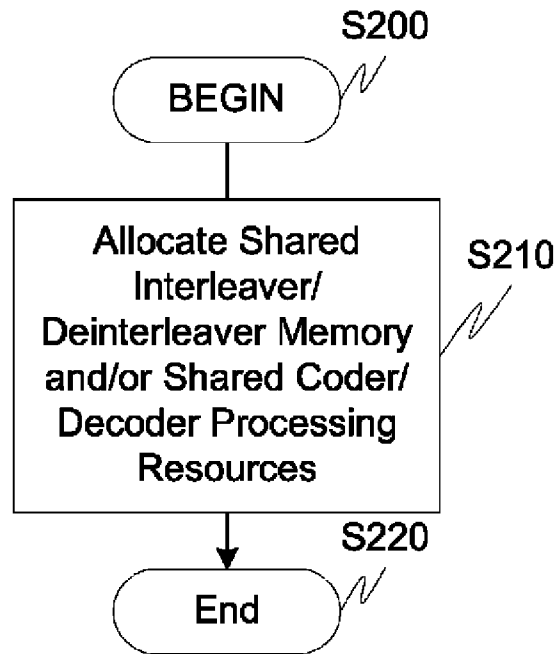 S200
BEGIN
Allocate Shared
Interleaver/
Deinterleaver Memory
and/or Shared Coder/
Decoder Processing
Resources
S210
S220
End